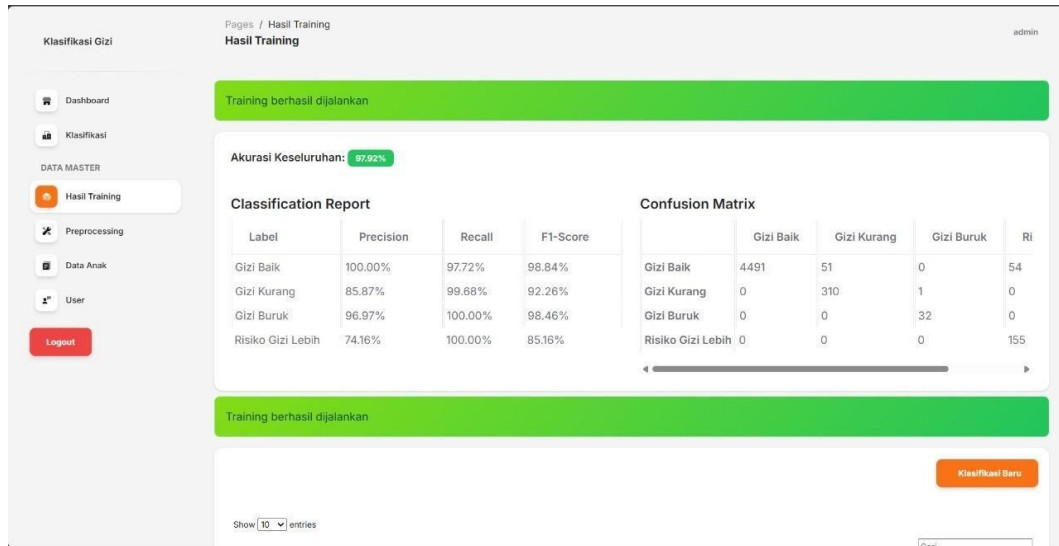 Klasifikasi Gizi
Pages / Hasil Training
Hasil Training
admin
Dashboard
Klasifikasi
DATA MASTER
Hasil Training
Preprocessing
Data Anak
User
Logout
Training berhasil dijalankan
Akurasi Keseluruhan: 97.92%
Classification Report
Label Precision Recall F1-Score
Gizi Baik 100.00% 97.72% 98.84%
Gizi Kurang 85.87% 99.68% 92.26%
Gizi Buruk 96.97% 100.00% 98.46%
Risiko Gizi Lebih 74.16% 100.00% 85.16%
Confusion Matrix
Gizi Baik Gizi Kurang Gizi Buruk Ri
Gizi Baik 4491 51 0 54
Gizi Kurang 0 310 1 0
Gizi Buruk 0 0 32 0
Risiko Gizi Lebih 0 0 0 155
Training berhasil dijalankan
Klasifikasi Baru
Show 10 entries